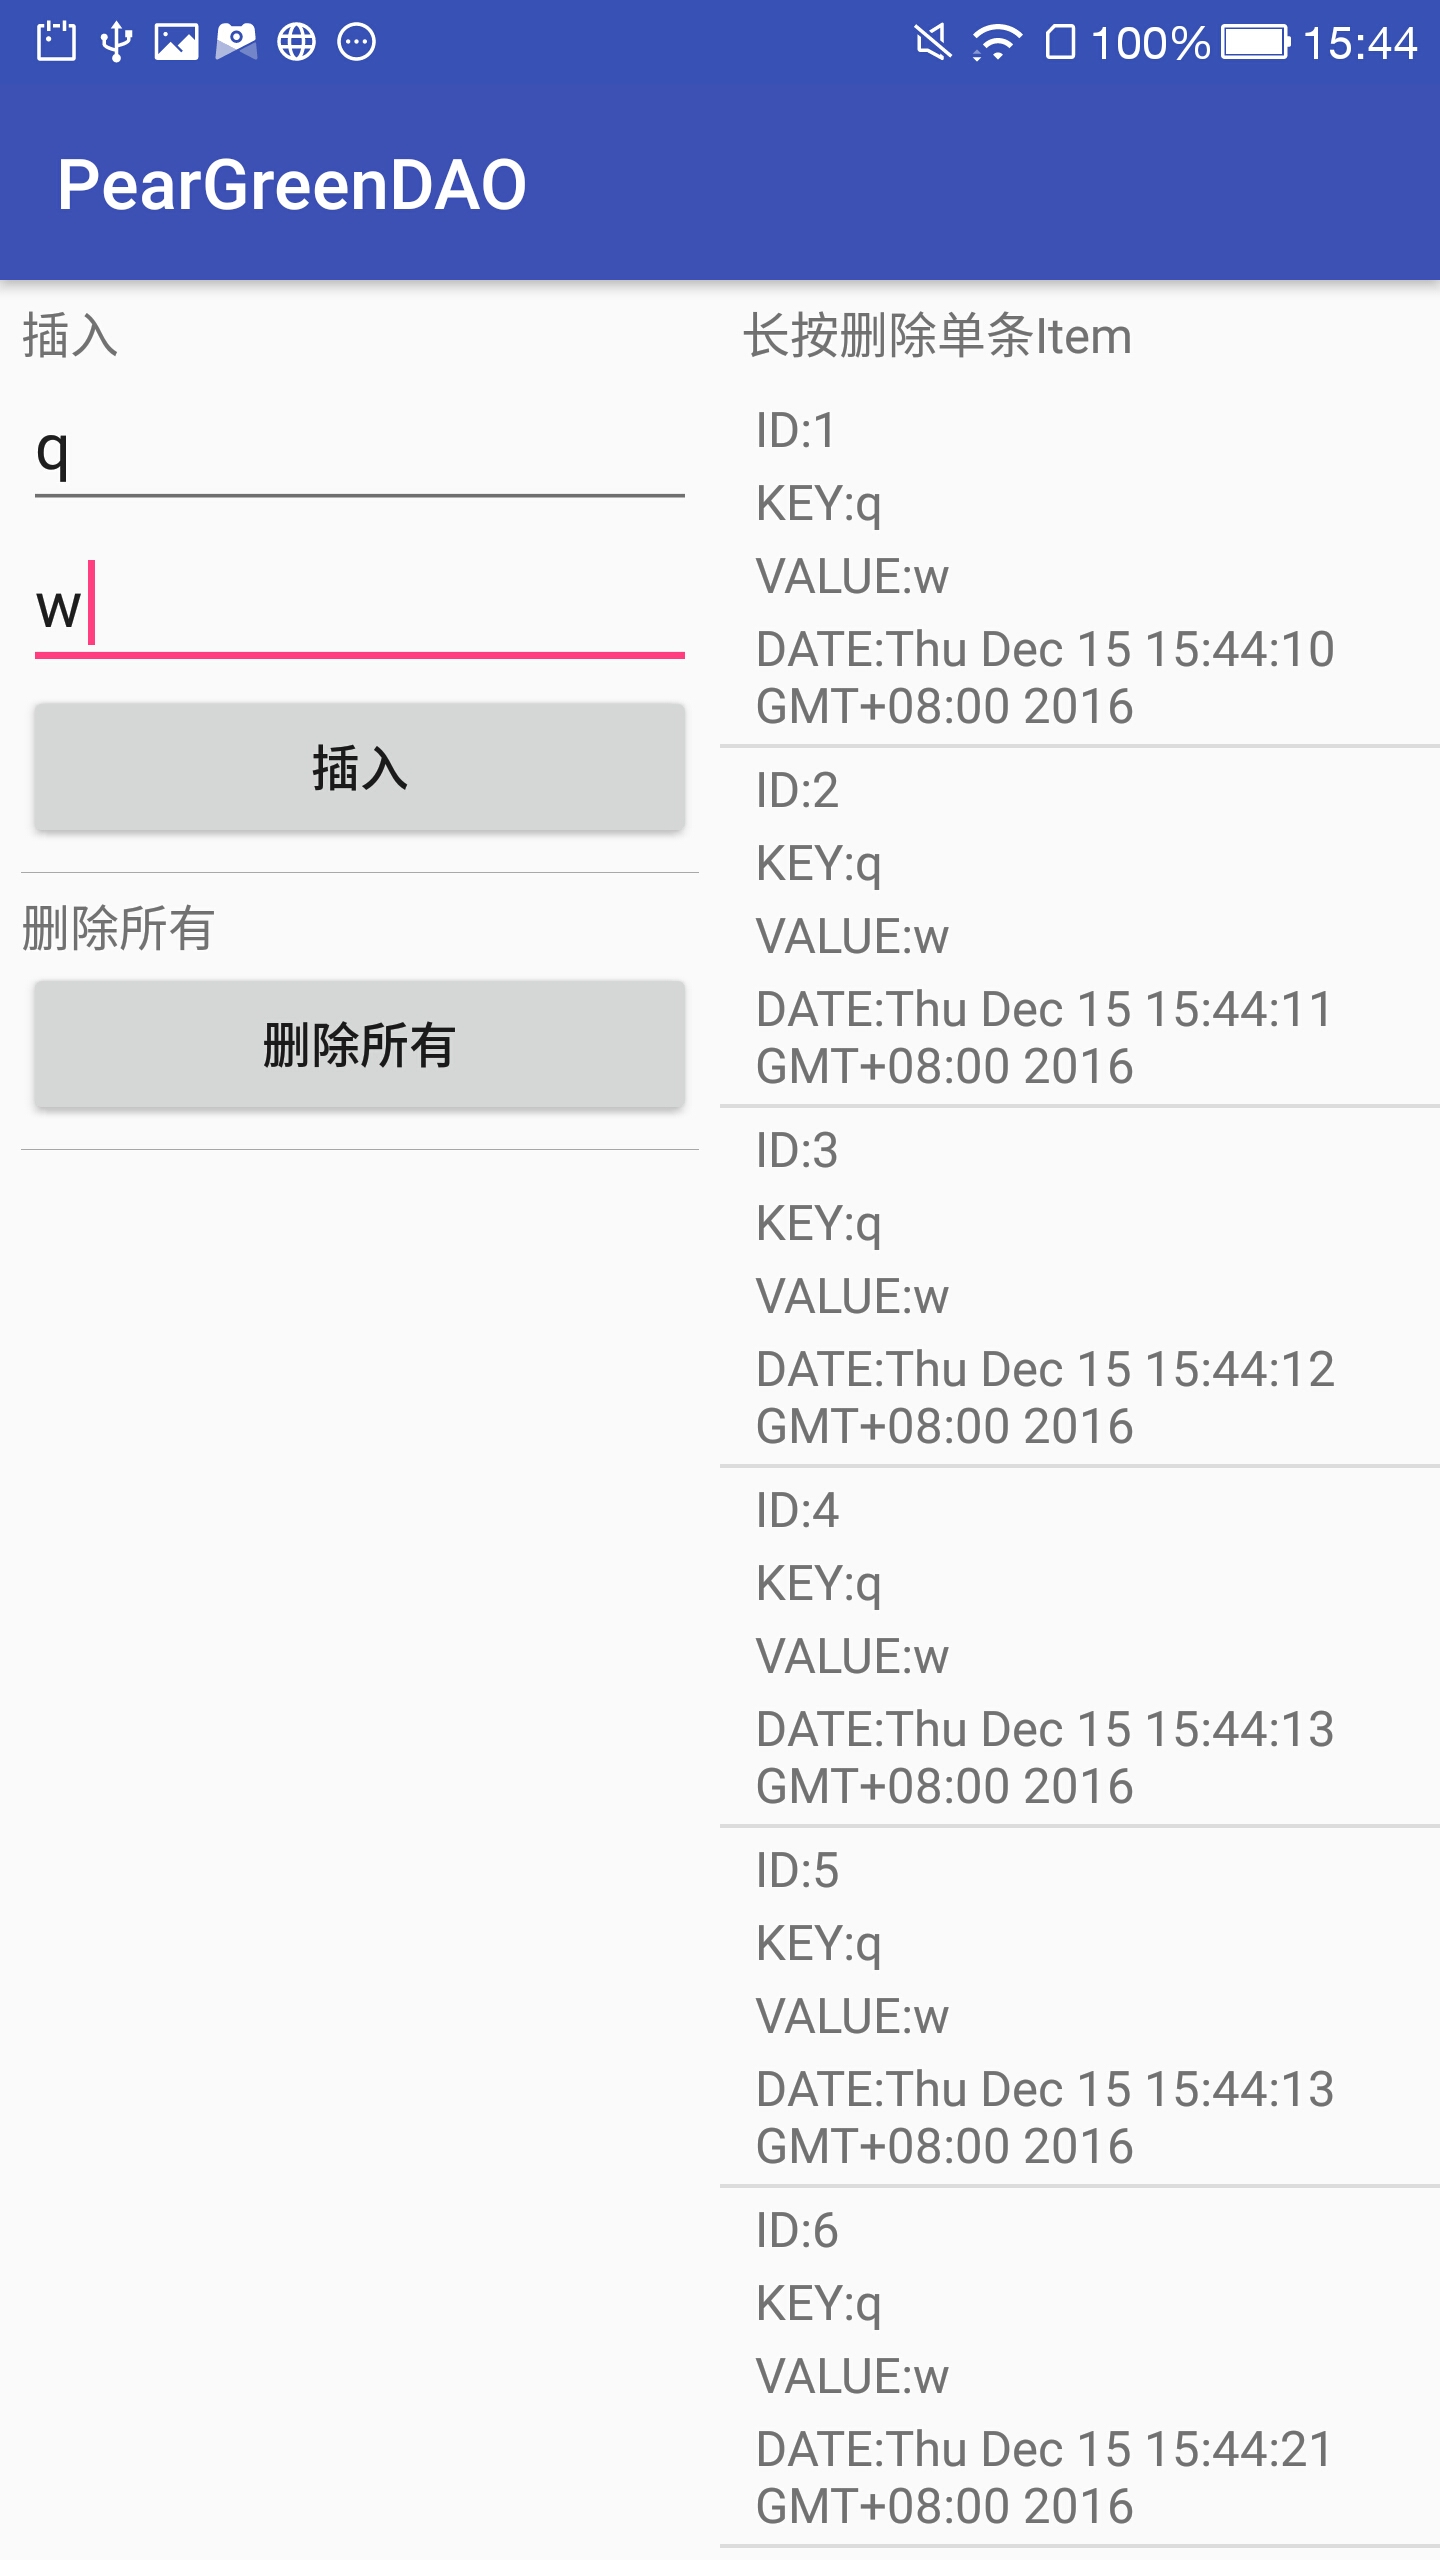 100% 15:44
PearGreenDAO
插入
q
w
插入
删除所有
删除所有
长按删除单条Item
ID:1
KEY:q
VALUE:w
DATE:Thu Dec 15 15:44:10
GMT+08:00 2016
ID:2
KEY:q
VALUE:w
DATE:Thu Dec 15 15:44:11
GMT+08:00 2016
ID:3
KEY:q
VALUE:w
DATE:Thu Dec 15 15:44:12
GMT+08:00 2016
ID:4
KEY:q
VALUE:w
DATE:Thu Dec 15 15:44:13
GMT+08:00 2016
ID:5
KEY:q
VALUE:w
DATE:Thu Dec 15 15:44:13
GMT+08:00 2016
ID:6
KEY:q
VALUE:w
DATE:Thu Dec 15 15:44:21
GMT+08:00 2016